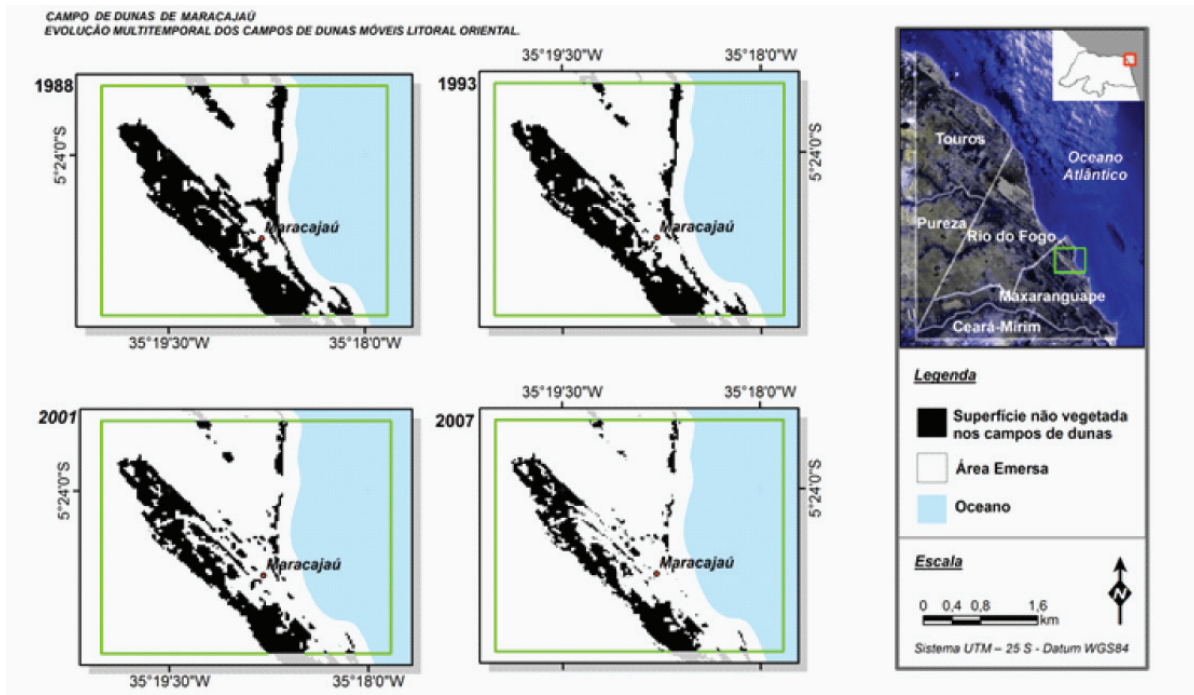 CAMPO DE DUNAS DE MARACAJAÚ
EVOLUÇÃO MULTITEMPORAL DOS CAMPOS DE DUNAS MÓVEIS LITORAL ORIENTAL.
1988
5°24'0"S
Maracajaú
35°19'30"W 35°18'0"W
35°19'30"W 35°18'0"W
1993
5°24'0"S
Maracajaú
2001
5°24'0"S
Maracajaú
35°19'30"W 35°18'0"W
35°19'30"W 35°18'0"W
2007
5°24'0"S
Maracajaú
Touros
Oceano
Atlântico
Pureza
Rio do Fogo
Maxaranguape
Ceará-Mirim
Legenda
Superfície não vegetada
nos campos de dunas
Área Emersa
Oceano
Escala
N
0 0,4 0,8 1,6
km
Sistema UTM – 25 S - Datum WGS84